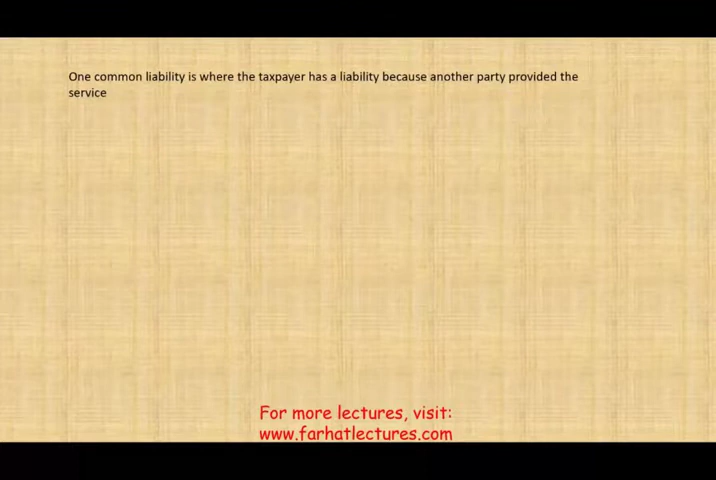 One common liability is where the taxpayer has a liability because another party provided the
service
For more lectures, visit:
www.farhatlectures.com